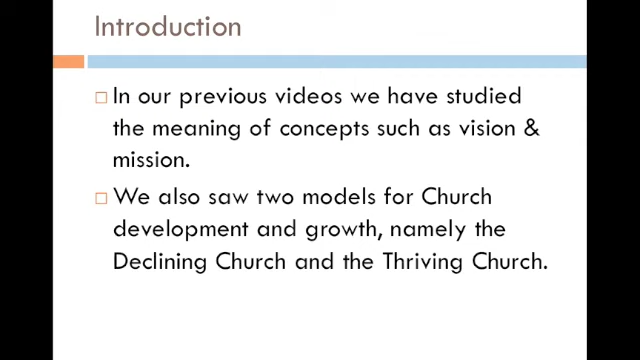 Introduction
In our previous videos we have studied
the meaning of concepts such as vision &
mission.
We also saw two models for Church
development and growth, namely the
Declining Church and the Thriving Church.